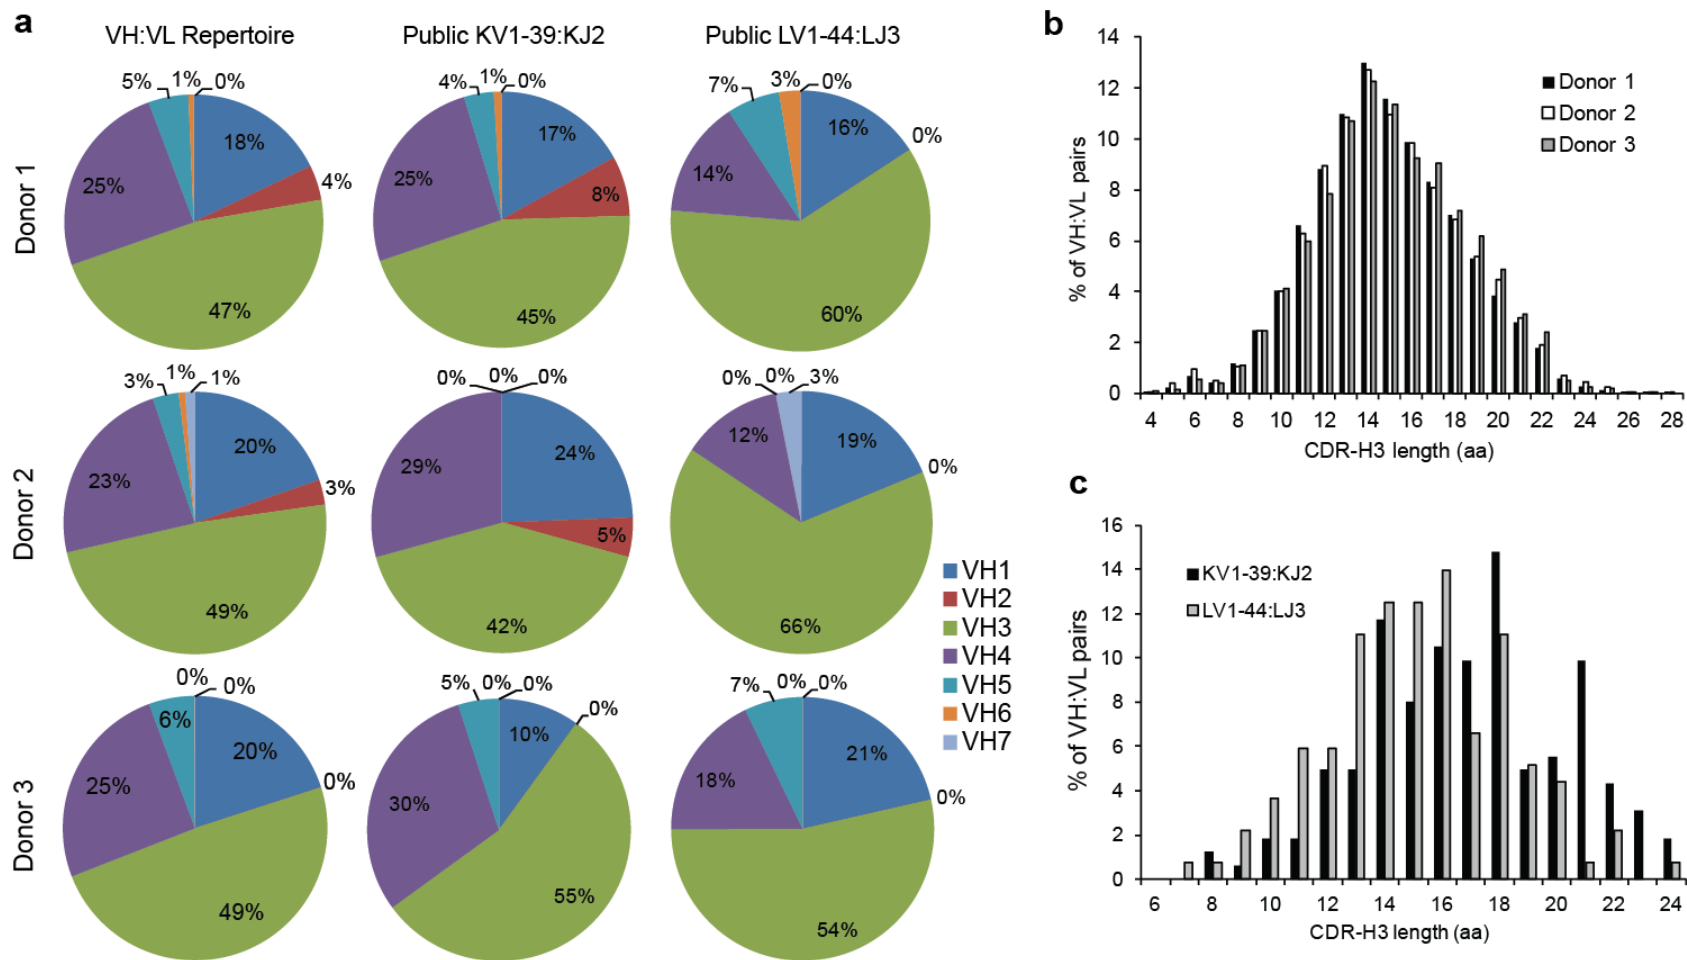 a
VH:VL Repertoire
Public KV1-39:KJ2
Public LV1-44:LJ3
Donor 1
5% 1% 0%
18%
4%
25%
47%
4% 1% 0%
17%
8%
25%
45%
7% 3% 0%
16%
0%
14%
60%
Donor 2
3% 1% 1%
20%
3%
23%
49%
0% 0% 0%
24%
5%
29%
42%
0% 0% 3%
19%
0%
12%
66%
Donor 3
0% 0%
6%
20%
0%
25%
49%
5% 0% 0%
10%
0%
30%
55%
7% 0% 0%
21%
0%
18%
54%
VH1
VH2
VH3
VH4
VH5
VH6
VH7
b
% of VH:VL pairs
14
12
10
8
6
4
2
0
Donor 1
Donor 2
Donor 3
4 6 8 10 12 14 16 18 20 22 24 26 28
CDR-H3 length (aa)
c
% of VH:VL pairs
16
14
12
10
8
6
4
2
0
KV1-39:KJ2
LV1-44:LJ3
6 8 10 12 14 16 18 20 22 24
CDR-H3 length (aa)